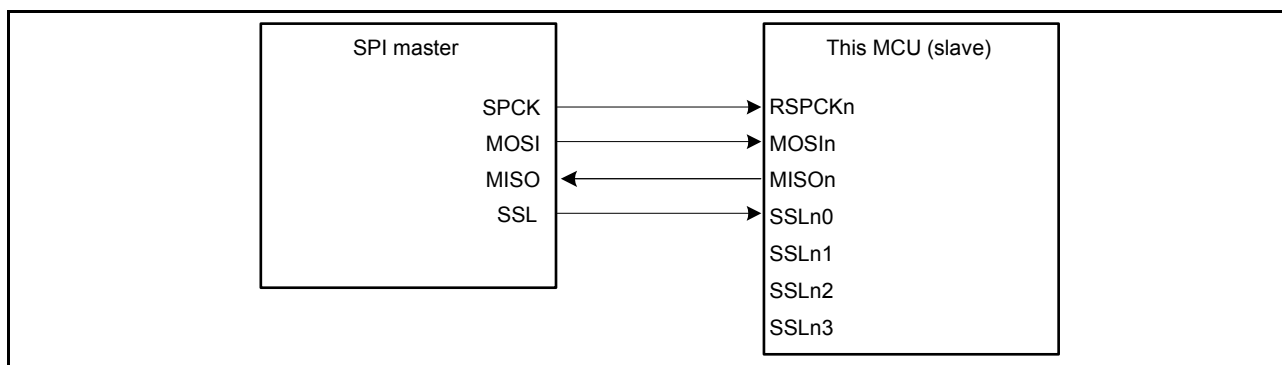 SPI master
This MCU (slave)
SPCK
RSPCKn
MOSI
MOSIn
MISO
MISOn
SSL
SSLn0
SSLn1
SSLn2
SSLn3